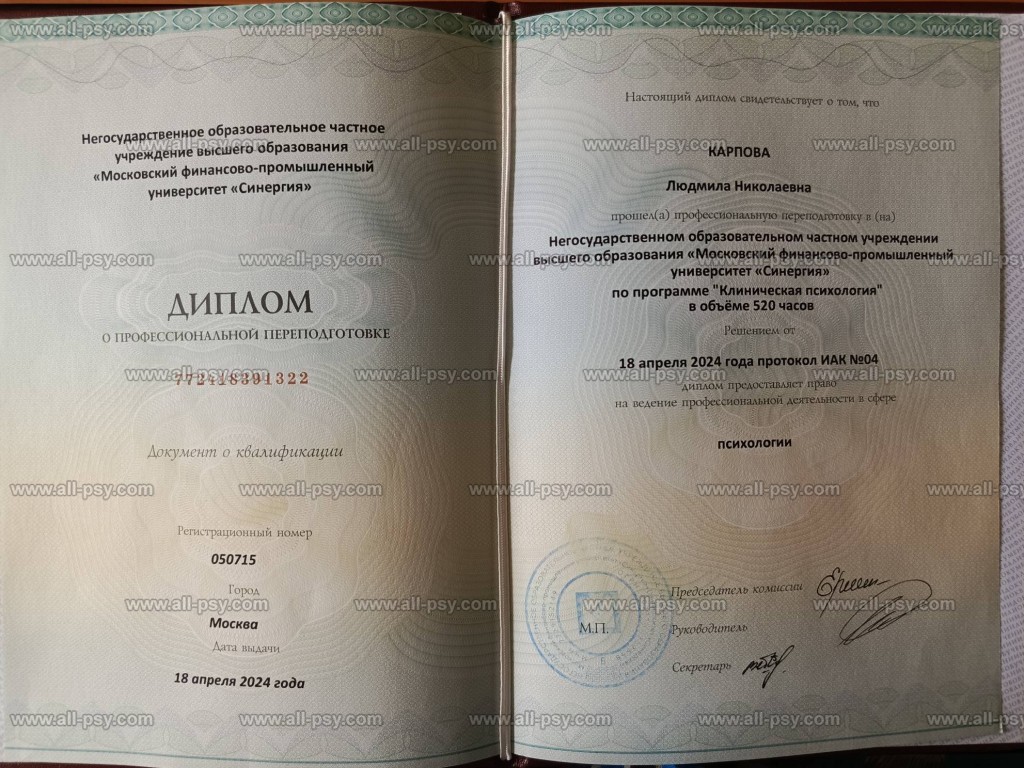 Негосударственное образовательное частное
учреждение высшего образования
«Московский финансово-промышленный
университет «Синергия»
ДИПЛОМ
О ПРОФЕССИОНАЛЬНОЙ ПЕРЕПОДГОТОВКЕ
772418391322
Документ о квалификации
Регистрационный номер
050715
Город
Москва
Дата выдачи
18 апреля 2024 года
Настоящий диплом свидетельствует о том, что
КАРПОВА
Людмила Николаевна
прошел(а) профессиональную переподготовку в (на)
Негосударственном образовательном частном учреждении
высшего образования «Московский финансово-промышленный
университет «Синергия»
по программе "Клиническая психология"
в объёме 520 часов
Решением от
18 апреля 2024 года протокол ИАК №04
диплом предоставляет право
на ведение профессиональной деятельности в сфере
психологии
Председатель комиссии
М.П.
Руководитель
Секретарь
www.all-psy.com